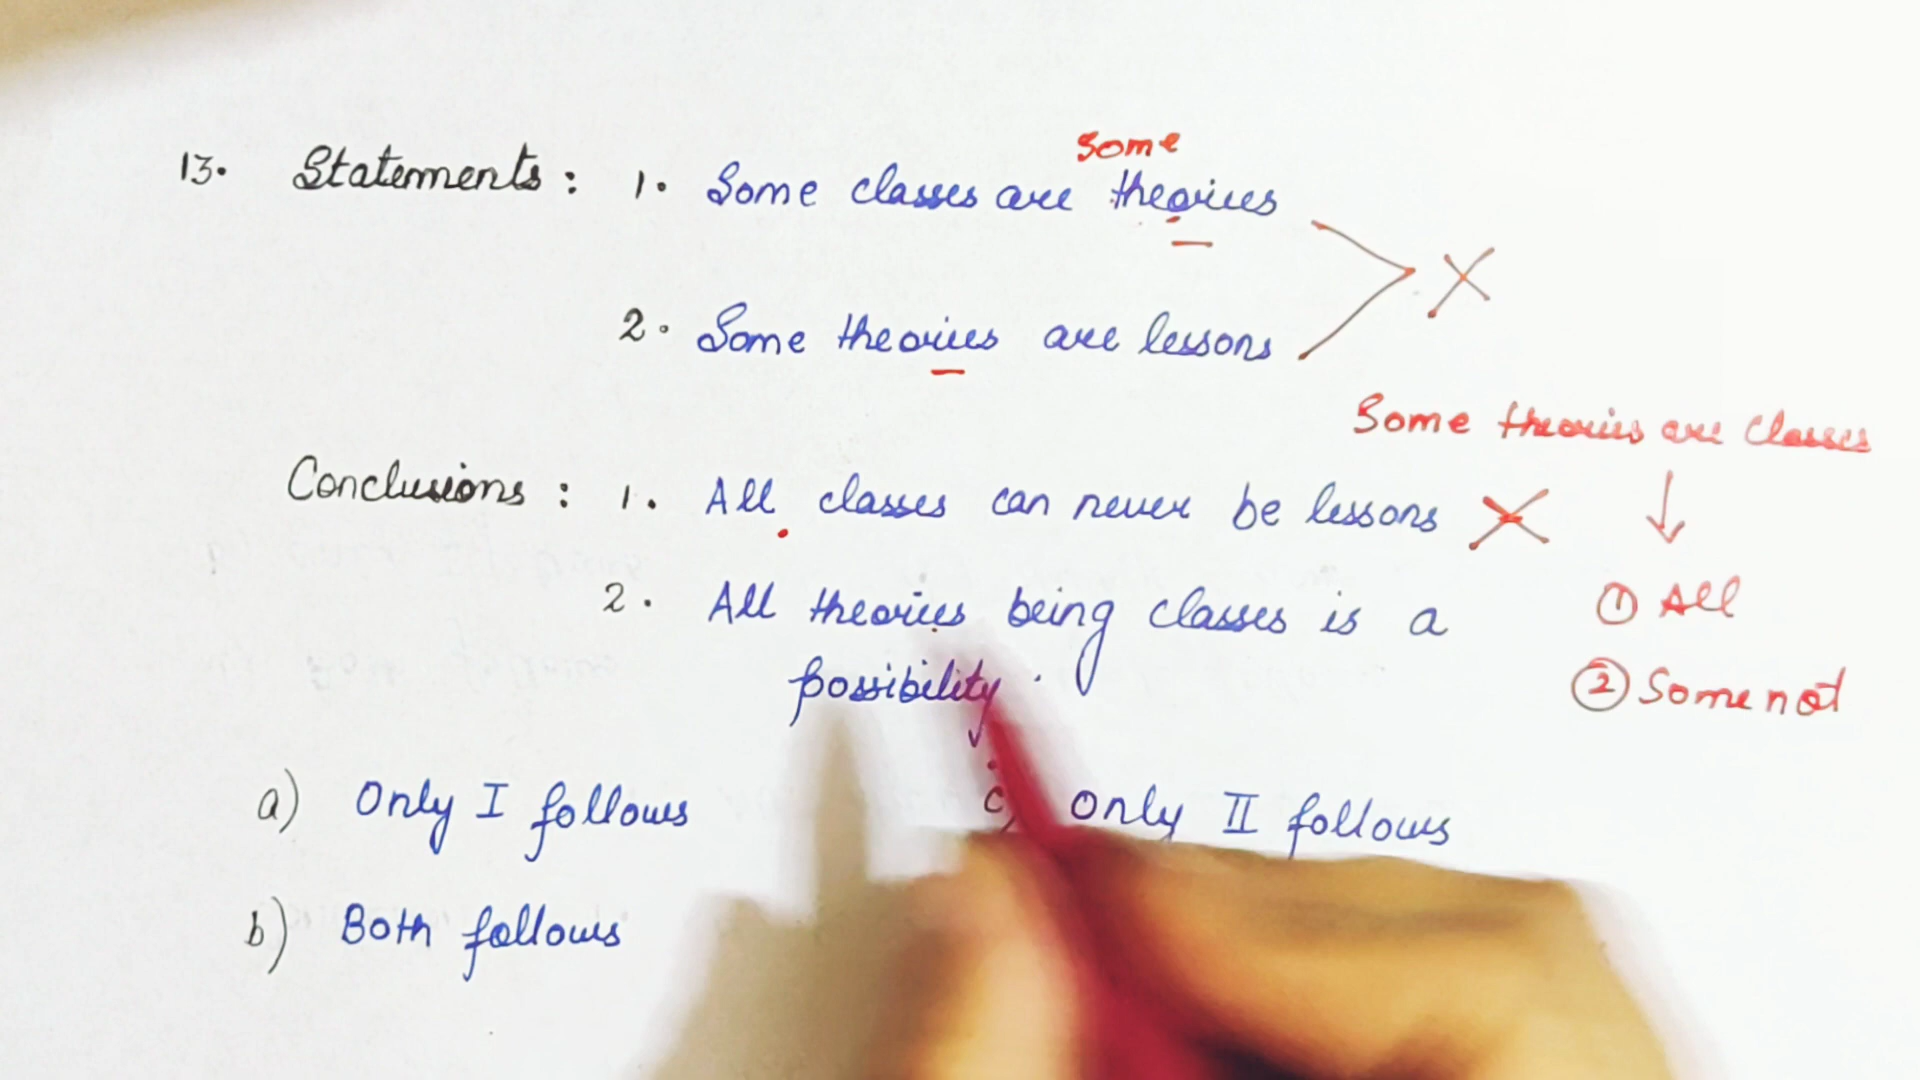 some
13. Statements : 1. Some classes are theories
2. Some theories are lessons
Some theories are classes
Conclusions : 1. All classes can never be lessons
2. All theories being classes is a
possibility.
① All
② Some not
a) Only I follows
c) Only II follows
b) Both follows